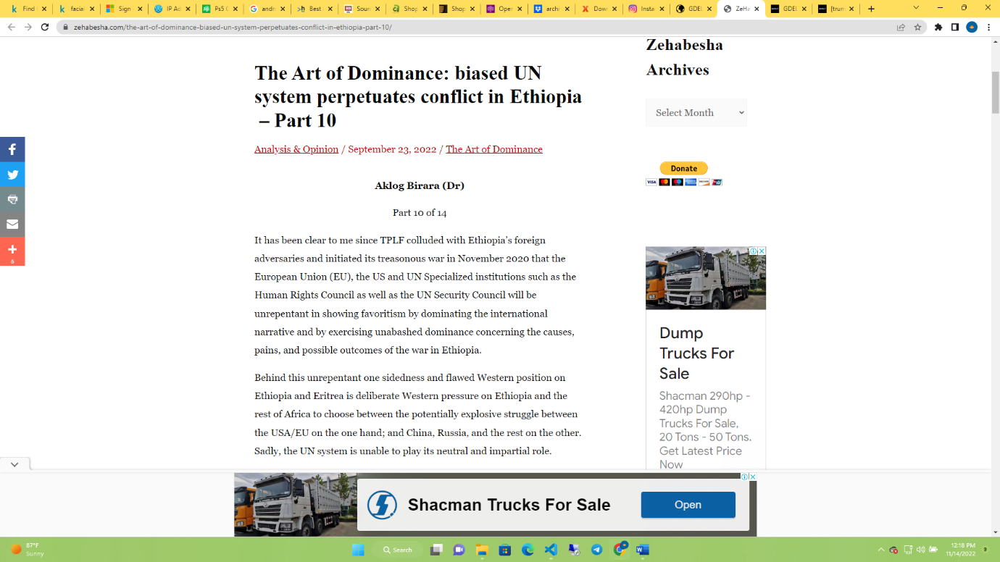 Find
facial
Sign
IP Ad
Ps5
andr
Best
Sour
Shop
Shop
Oper
archi
Dow
Insta
GDEL
ZeHa
GDEL
[trum
zehabesha.com/the-art-of-dominance-biased-un-system-perpetuates-conflict-in-ethiopia-part-10/
The Art of Dominance: biased UN
system perpetuates conflict in Ethiopia
– Part 10
Analysis & Opinion / September 23, 2022 / The Art of Dominance
Aklog Birara (Dr)
Part 10 of 14
It has been clear to me since TPLF colluded with Ethiopia’s foreign
adversaries and initiated its treasonous war in November 2020 that the
European Union (EU), the US and UN Specialized institutions such as the
Human Rights Council as well as the UN Security Council will be
unrepentant in showing favoritism by dominating the international
narrative and by exercising unabashed dominance concerning the causes,
pains, and possible outcomes of the war in Ethiopia.
Behind this unrepentant one sidedness and flawed Western position on
Ethiopia and Eritrea is deliberate Western pressure on Ethiopia and the
rest of Africa to choose between the potentially explosive struggle between
the USA/EU on the one hand; and China, Russia, and the rest on the other.
Sadly, the UN system is unable to play its neutral and impartial role.
Zehabesha
Archives
Select Month
Donate
VISA
Dump
Trucks For
Sale
Shacman 290hp -
420hp Dump
Trucks For Sale,
20 Tons - 50 Tons.
Get Latest Price
Now
5
Shacman Trucks For Sale
Open
87°F
Sunny
Search
12:18 PM
11/14/2022